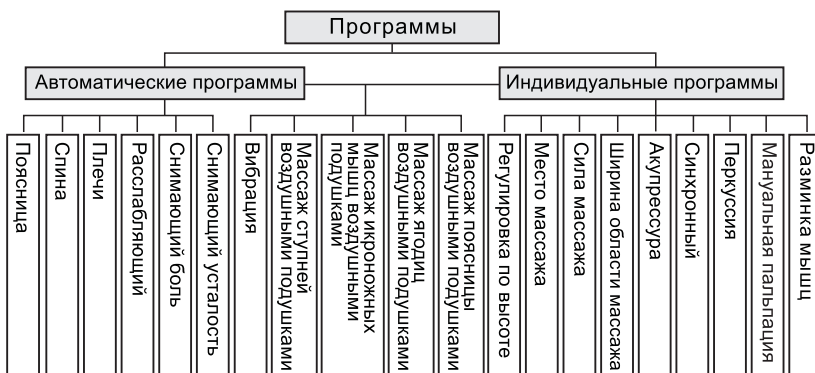 Программы
Автоматические программы
Индивидуальные программы
Поясница
Спина
Плечи
Расслабляющий
Снимающий боль
Снимающий усталость
Вибрация
Массаж ступней
воздушными подушками
Массаж икроножных
мышц воздушными
подушками
Массаж ягодиц
воздушными подушками
Массаж поясницы
воздушными подушками
Регулировка по высоте
Место массажа
Сила массажа
Ширина области массажа
Акупрессура
Синхронный
Перкуссия
Мануальная пальпация
Разминка мышц